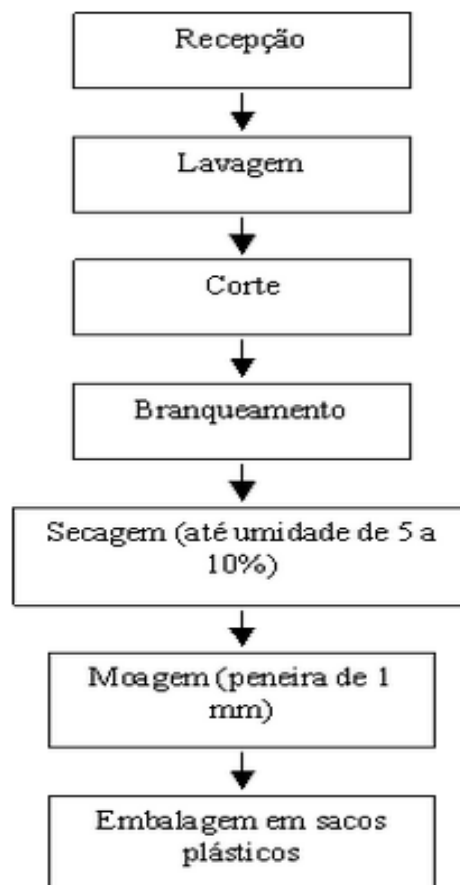 Recepção
Lavagem
Corte
Branqueamento
Secagem (até umidade de 5 a
10%)
Moagem (peneira de 1
mm)
Embalagem em sacos
plásticos